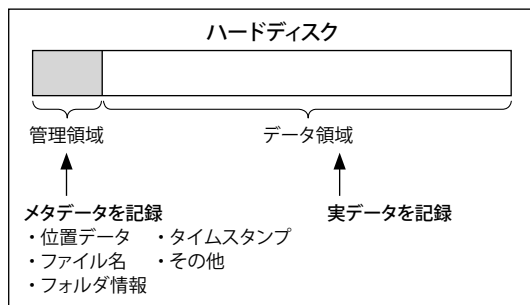 ハードディスク
管理領域
データ領域
メタデータを記録
実データを記録
・位置データ ・タイムスタンプ
・ファイル名 ・その他
・フォルダ情報